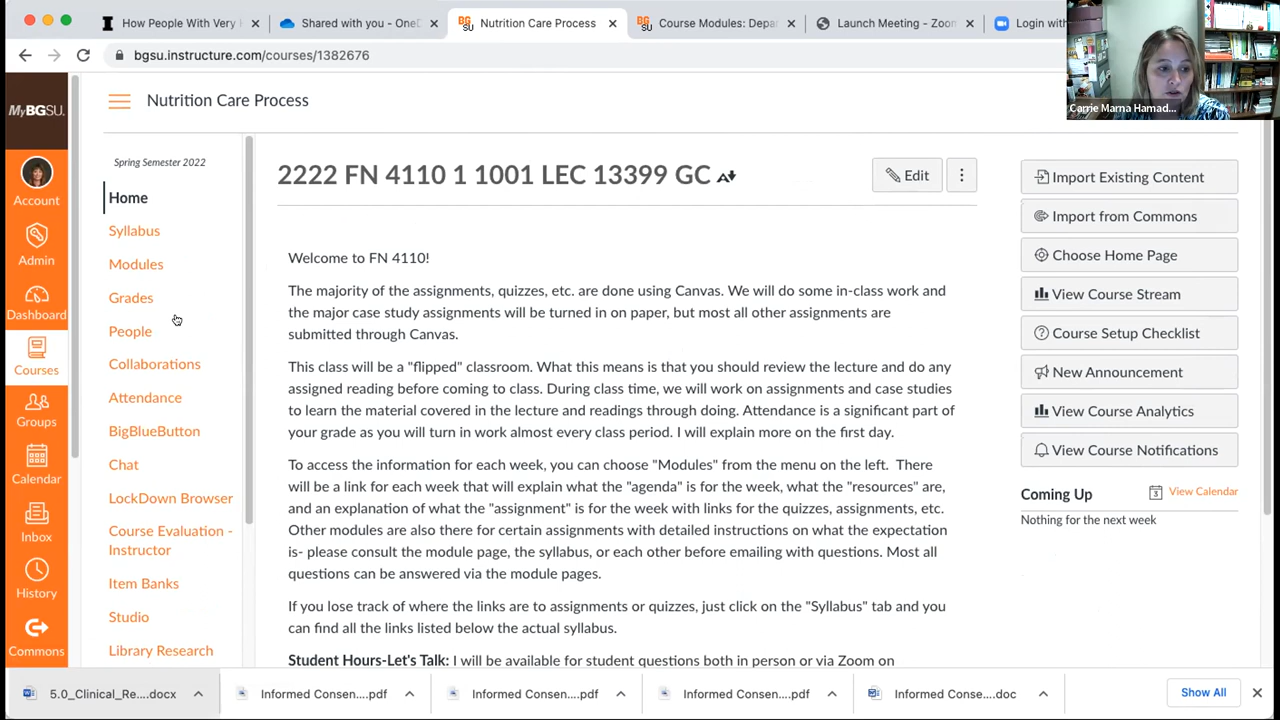 How People With Very H
Shared with you - OneD
Nutrition Care Process
Course Modules: Depar
Launch Meeting - Zoom
Login with
bgsu.instructure.com/courses/1382676
MyBGSU.
Account
Admin
Dashboard
Courses
Groups
Calendar
Inbox
History
Commons
Nutrition Care Process
Spring Semester 2022
Home
Syllabus
Modules
Grades
People
Collaborations
Attendance
BigBlueButton
Chat
LockDown Browser
Course Evaluation -
Instructor
Item Banks
Studio
Library Research
2222 FN 4110 1 1001 LEC 13399 GC
Edit
Welcome to FN 4110!
The majority of the assignments, quizzes, etc. are done using Canvas. We will do some in-class work and
the major case study assignments will be turned in on paper, but most all other assignments are
submitted through Canvas.
This class will be a "flipped" classroom. What this means is that you should review the lecture and do any
assigned reading before coming to class. During class time, we will work on assignments and case studies
to learn the material covered in the lecture and readings through doing. Attendance is a significant part of
your grade as you will turn in work almost every class period. I will explain more on the first day.
To access the information for each week, you can choose "Modules" from the menu on the left. There
will be a link for each week that will explain what the "agenda" is for the week, what the "resources" are,
and an explanation of what the "assignment" is for the week with links for the quizzes, assignments, etc.
Other modules are also there for certain assignments with detailed instructions on what the expectation
is- please consult the module page, the syllabus, or each other before emailing with questions. Most all
questions can be answered via the module pages.
If you lose track of where the links are to assignments or quizzes, just click on the "Syllabus" tab and you
can find all the links listed below the actual syllabus.
Student Hours-Let's Talk: I will be available for student questions both in person or via Zoom on
Import Existing Content
Import from Commons
Choose Home Page
View Course Stream
Course Setup Checklist
New Announcement
View Course Analytics
View Course Notifications
Coming Up
View Calendar
Nothing for the next week
Carrie Marna Hamad...
5.0_Clinical_Re....docx
Informed Consen....pdf
Informed Consen....pdf
Informed Consen....pdf
Informed Conse....doc
Show All